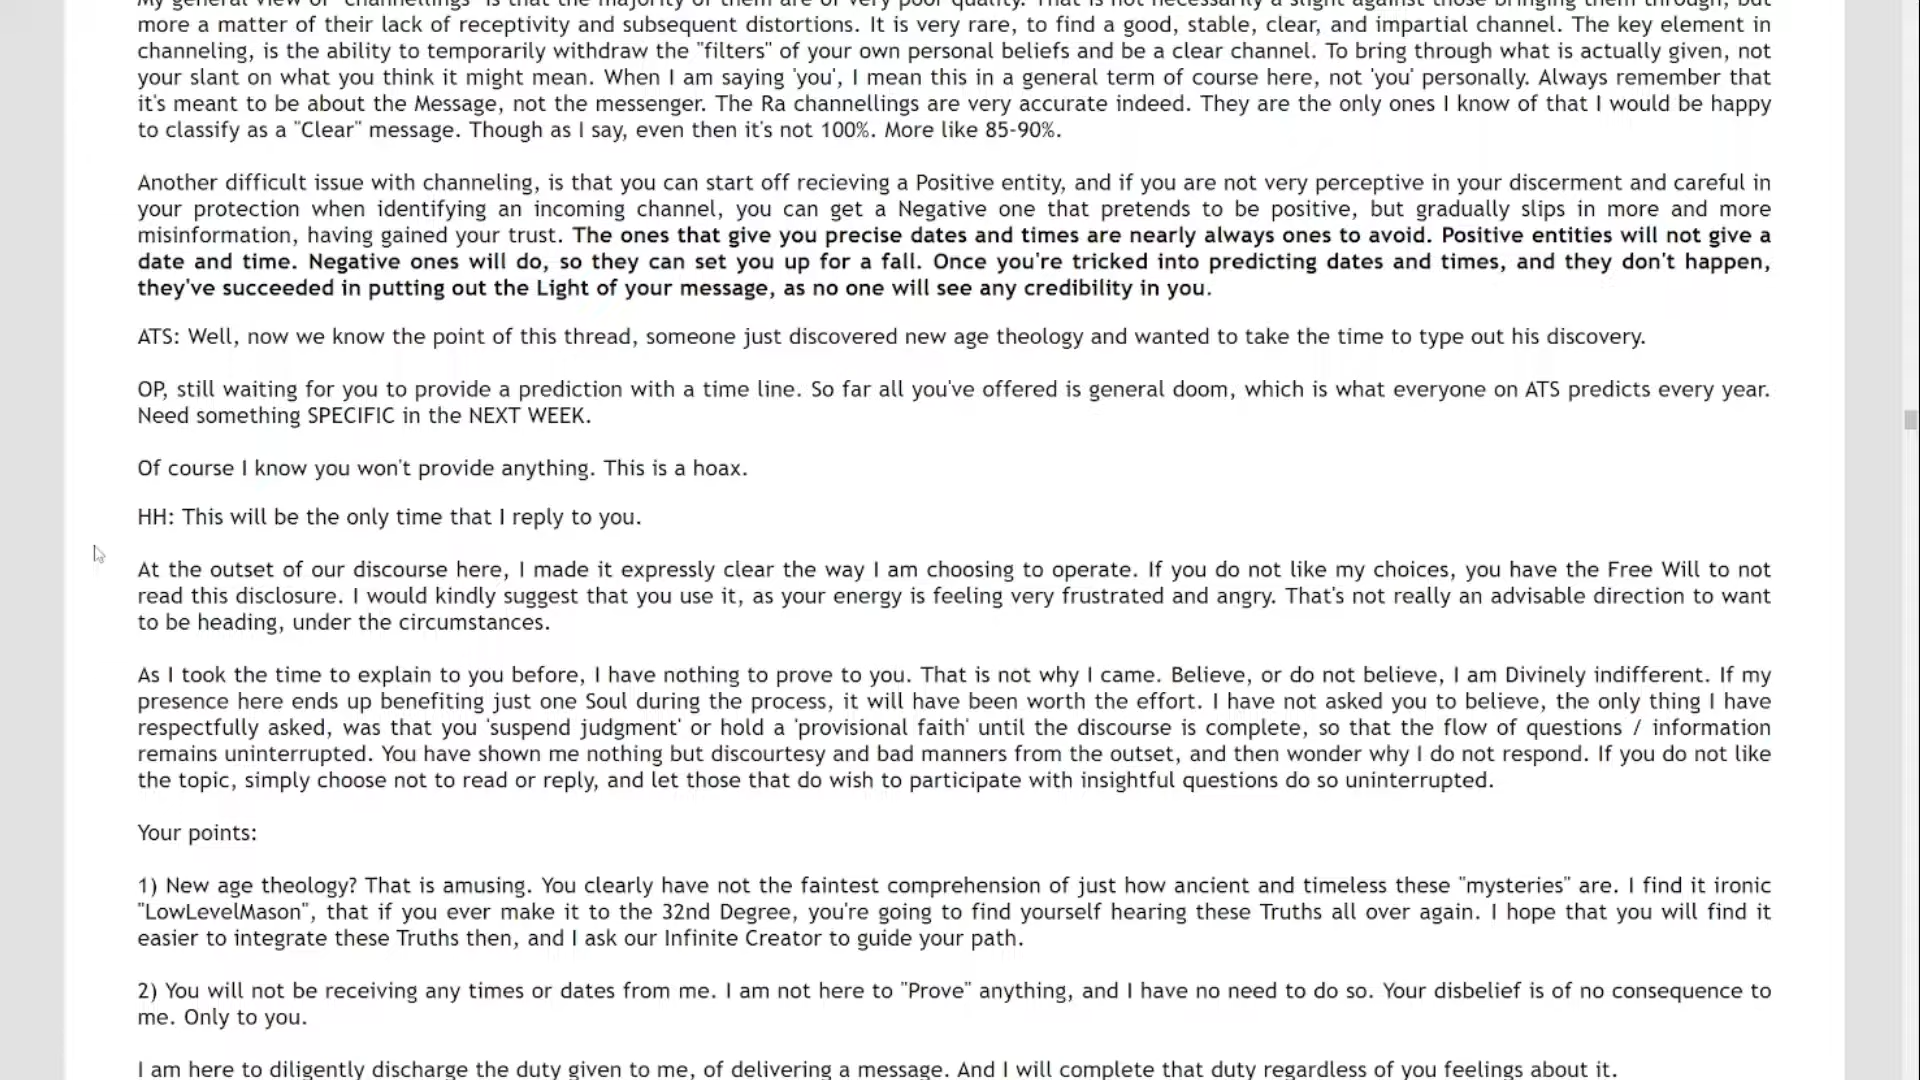 My general view of "channellings" is that the majority of them are of very poor quality. That is not necessarily a slight against those bringing them through, but
more a matter of their lack of receptivity and subsequent distortions. It is very rare, to find a good, stable, clear, and impartial channel. The key element in
channeling, is the ability to temporarily withdraw the "filters" of your own personal beliefs and be a clear channel. To bring through what is actually given, not
your slant on what you think it might mean. When I am saying 'you', I mean this in a general term of course here, not 'you' personally. Always remember that
it's meant to be about the Message, not the messenger. The Ra channellings are very accurate indeed. They are the only ones I know of that I would be happy
to classify as a "Clear" message. Though as I say, even then it's not 100%. More like 85-90%.
Another difficult issue with channeling, is that you can start off recieving a Positive entity, and if you are not very perceptive in your discerment and careful in
your protection when identifying an incoming channel, you can get a Negative one that pretends to be positive, but gradually slips in more and more
misinformation, having gained your trust. The ones that give you precise dates and times are nearly always ones to avoid. Positive entities will not give a
date and time. Negative ones will do, so they can set you up for a fall. Once you're tricked into predicting dates and times, and they don't happen,
they've succeeded in putting out the Light of your message, as no one will see any credibility in you.
ATS: Well, now we know the point of this thread, someone just discovered new age theology and wanted to take the time to type out his discovery.
OP, still waiting for you to provide a prediction with a time line. So far all you've offered is general doom, which is what everyone on ATS predicts every year.
Need something SPECIFIC in the NEXT WEEK.
Of course I know you won't provide anything. This is a hoax.
HH: This will be the only time that I reply to you.
At the outset of our discourse here, I made it expressly clear the way I am choosing to operate. If you do not like my choices, you have the Free Will to not
read this disclosure. I would kindly suggest that you use it, as your energy is feeling very frustrated and angry. That's not really an advisable direction to want
to be heading, under the circumstances.
As I took the time to explain to you before, I have nothing to prove to you. That is not why I came. Believe, or do not believe, I am Divinely indifferent. If my
presence here ends up benefiting just one Soul during the process, it will have been worth the effort. I have not asked you to believe, the only thing I have
respectfully asked, was that you 'suspend judgment' or hold a 'provisional faith' until the discourse is complete, so that the flow of questions / information
remains uninterrupted. You have shown me nothing but discourtesy and bad manners from the outset, and then wonder why I do not respond. If you do not like
the topic, simply choose not to read or reply, and let those that do wish to participate with insightful questions do so uninterrupted.
Your points:
1) New age theology? That is amusing. You clearly have not the faintest comprehension of just how ancient and timeless these "mysteries" are. I find it ironic
"LowLevelMason", that if you ever make it to the 32nd Degree, you're going to find yourself hearing these Truths all over again. I hope that you will find it
easier to integrate these Truths then, and I ask our Infinite Creator to guide your path.
2) You will not be receiving any times or dates from me. I am not here to "Prove" anything, and I have no need to do so. Your disbelief is of no consequence to
me. Only to you.
I am here to diligently discharge the duty given to me, of delivering a message. And I will complete that duty regardless of you feelings about it.